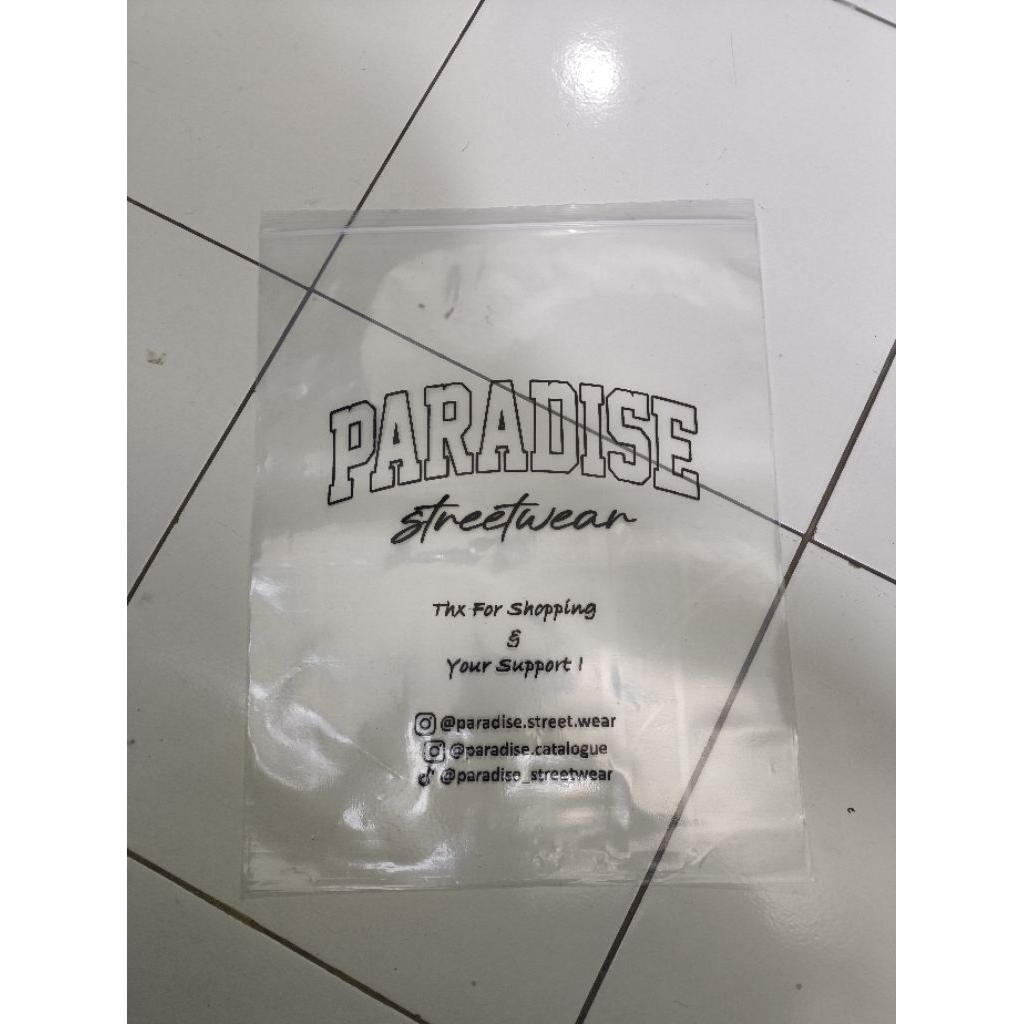 PARADISE
streetwear
Thx For Shopping
&
Your Support !
@paradise.street.wear
@paradise.catalogue
@paradise_streetwear